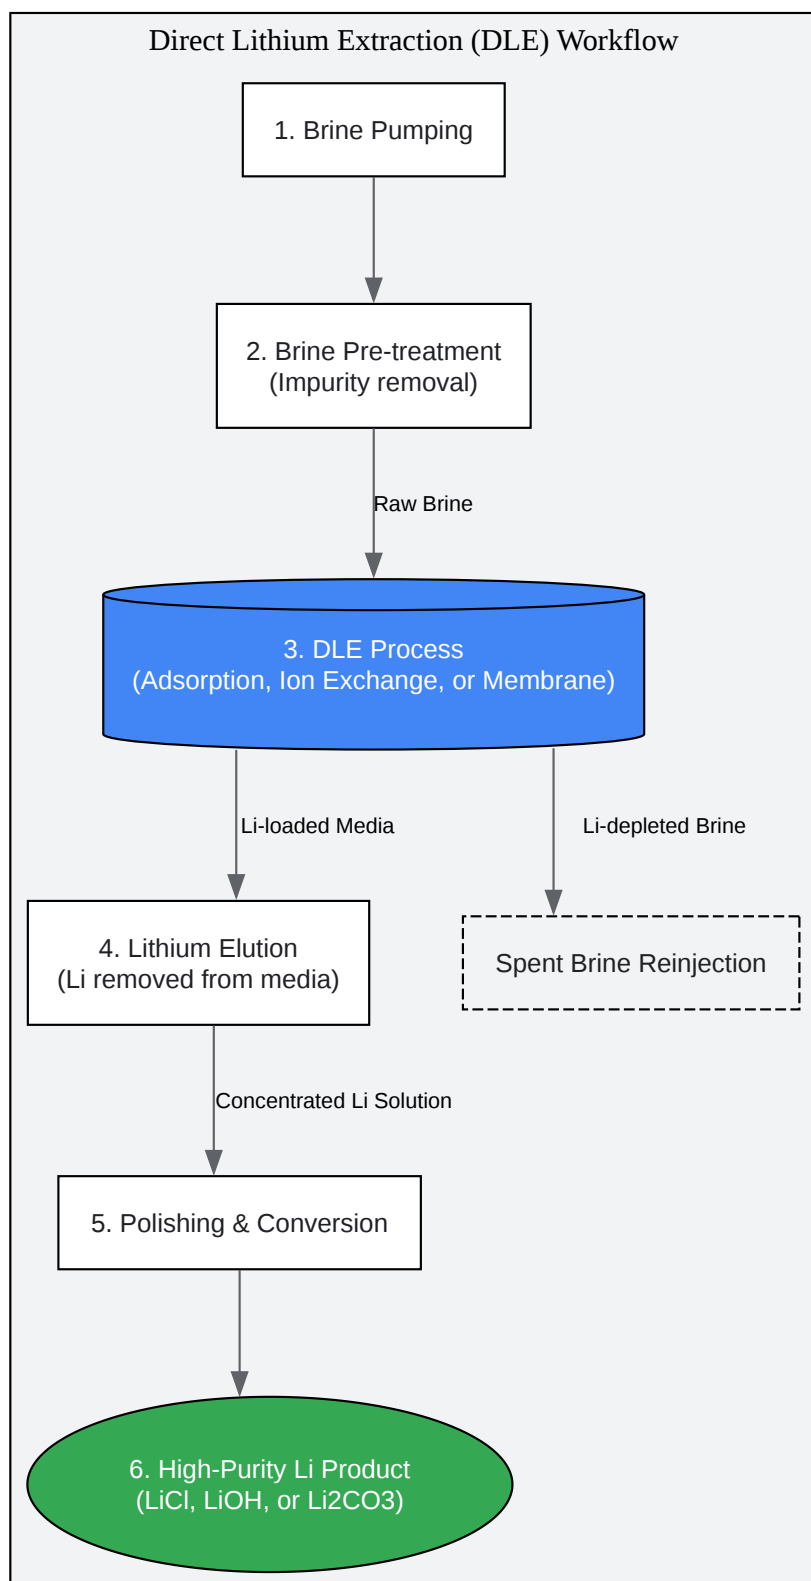 Direct Lithium Extraction (DLE) Workflow
1. Brine Pumping
2. Brine Pre-treatment
(Impurity removal)
Raw Brine
3. DLE Process
(Adsorption, Ion Exchange, or Membrane)
Li-loaded Media
Li-depleted Brine
4. Lithium Elution
(Li removed from media)
Spent Brine Reinjection
Concentrated Li Solution
5. Polishing & Conversion
6. High-Purity Li Product
(LiCl, LiOH, or Li2CO3)